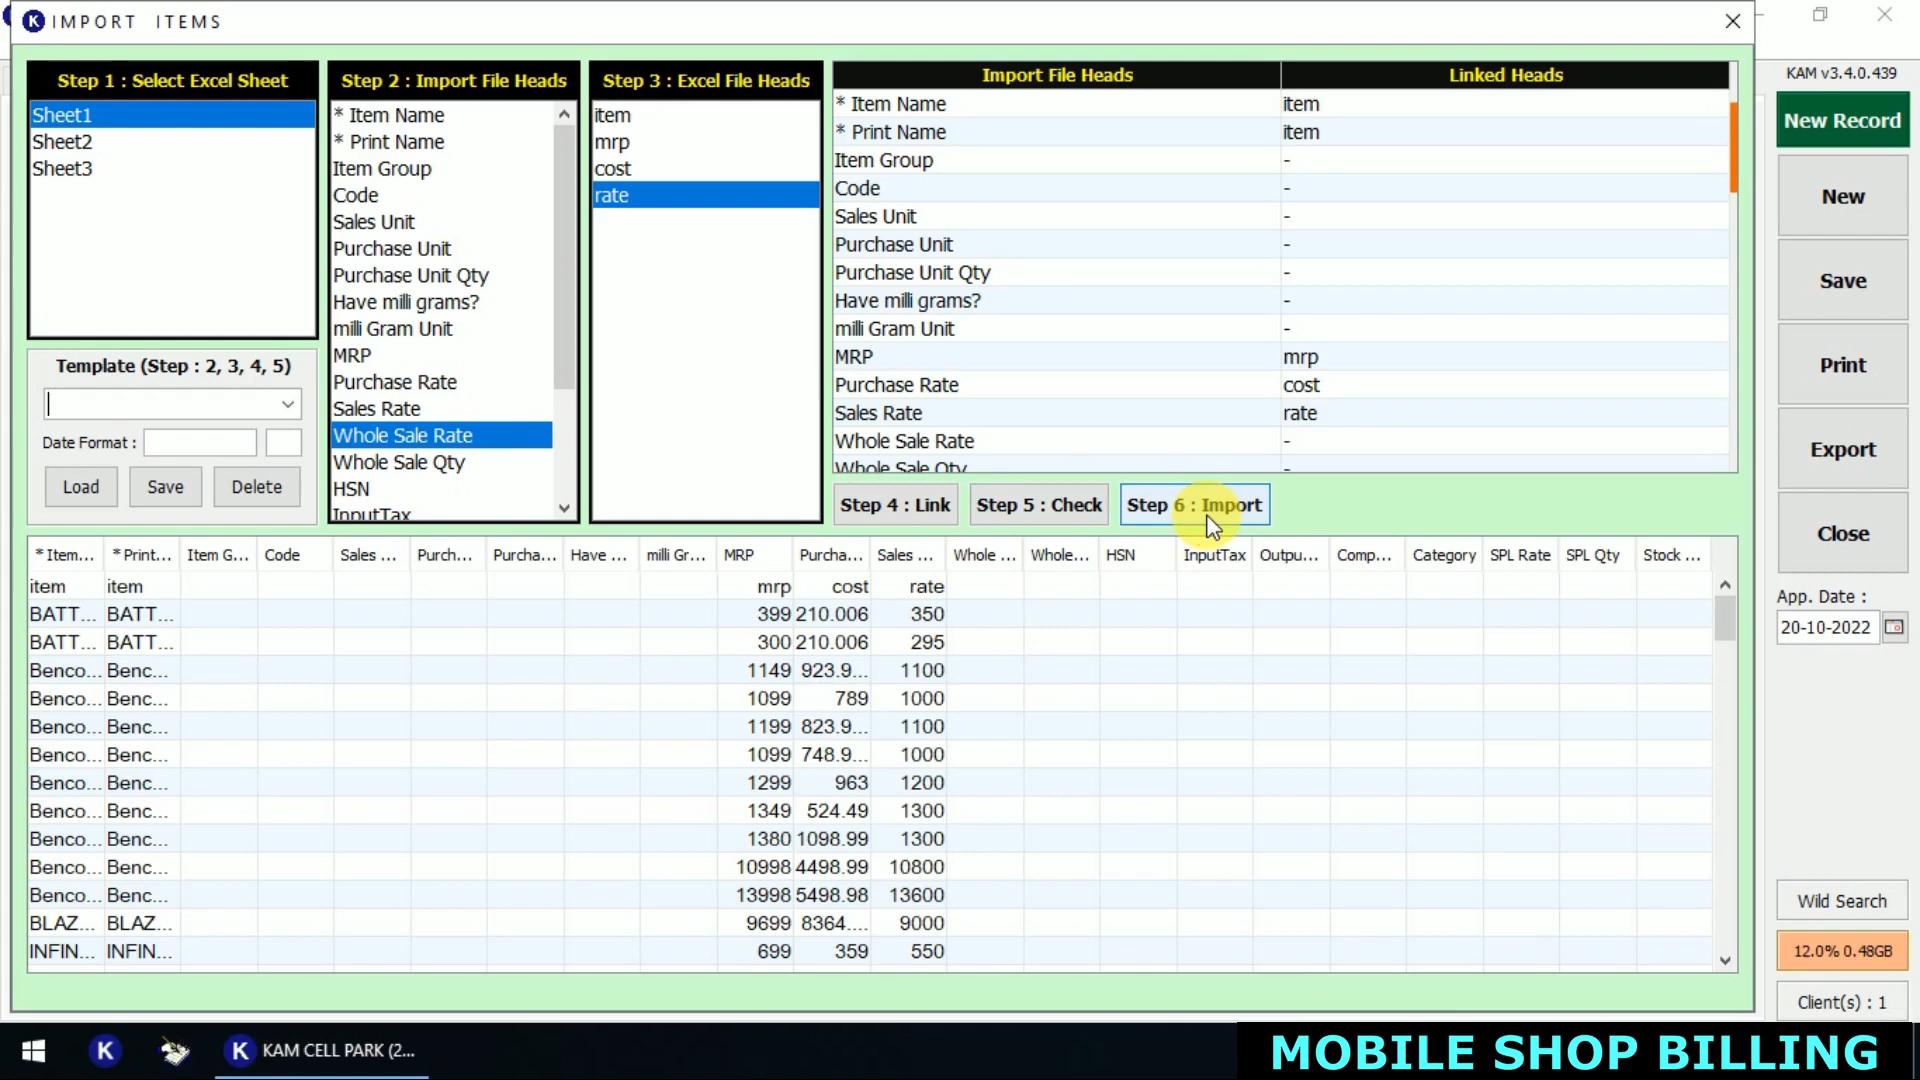 K IMPORT ITEMS
Step 1 : Select Excel Sheet
Sheet1
Sheet2
Sheet3
Template (Step : 2, 3, 4, 5)
Date Format :
Load Save Delete
Step 2 : Import File Heads
* Item Name
* Print Name
Item Group
Code
Sales Unit
Purchase Unit
Purchase Unit Qty
Have milli grams?
milli Gram Unit
MRP
Purchase Rate
Sales Rate
Whole Sale Rate
Whole Sale Qty
HSN
InputTax
Step 3 : Excel File Heads
item
mrp
cost
rate
Import File Heads Linked Heads
* Item Name item
* Print Name item
Item Group -
Code -
Sales Unit -
Purchase Unit -
Purchase Unit Qty -
Have milli grams? -
milli Gram Unit -
MRP mrp
Purchase Rate cost
Sales Rate rate
Whole Sale Rate -
Whole Sale Qty -
Step 4 : Link Step 5 : Check Step 6 : Import
* Item... * Print... Item G... Code Sales ... Purch... Purcha... Have ... milli Gr... MRP Purcha... Sales ... Whole ... Whole... HSN InputTax Outpu... Comp... Category SPL Rate SPL Qty Stock ...
item item mrp cost rate
BATT... BATT... 399 210.006 350
BATT... BATT... 300 210.006 295
Benco... Benc... 1149 923.9... 1100
Benco... Benc... 1099 789 1000
Benco... Benc... 1199 823.9... 1100
Benco... Benc... 1099 748.9... 1000
Benco... Benc... 1299 963 1200
Benco... Benc... 1349 524.49 1300
Benco... Benc... 1380 1098.99 1300
Benco... Benc... 10998 4498.99 10800
Benco... Benc... 13998 5498.98 13600
BLAZ... BLAZ... 9699 8364.... 9000
INFIN... INFIN... 699 359 550
KAM v3.4.0.439
New Record
New
Save
Print
Export
Close
App. Date :
20-10-2022
Wild Search
12.0% 0.48GB
Client(s) : 1
K K KAM CELL PARK (2...
MOBILE SHOP BILLING